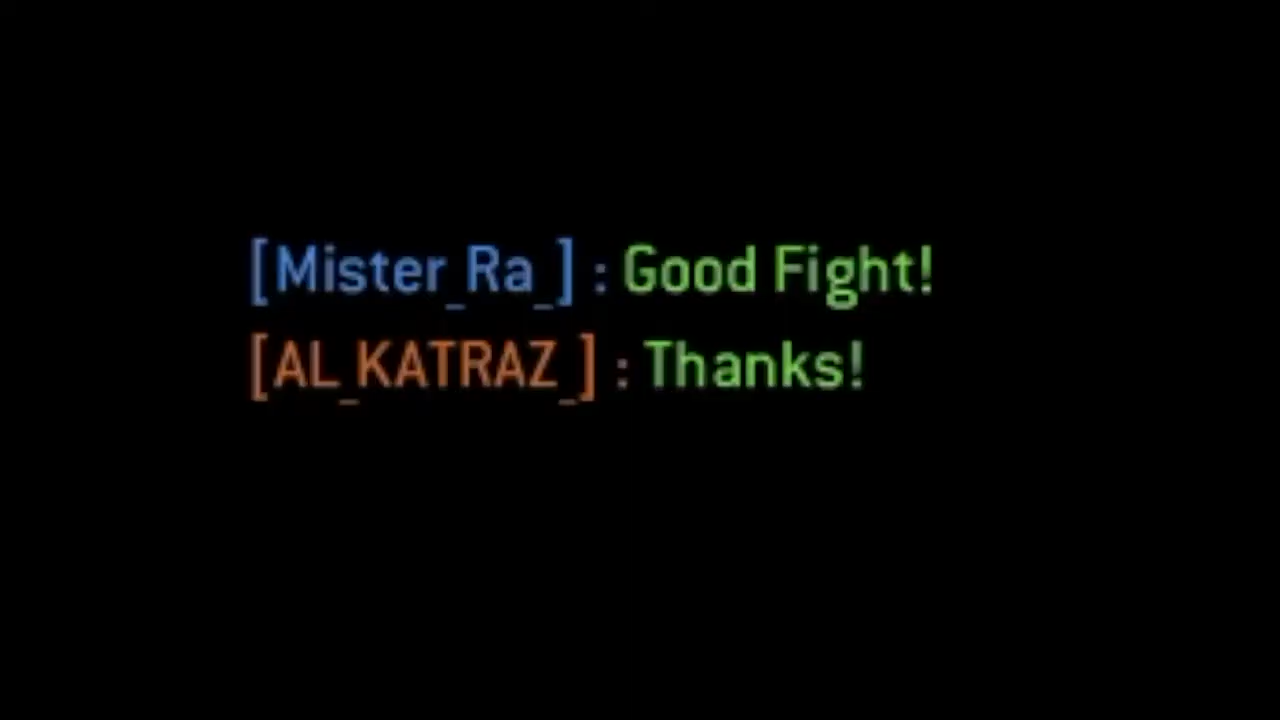 [Mister_Ra_] : Good Fight!
[AL_KATRAZ_] : Thanks!